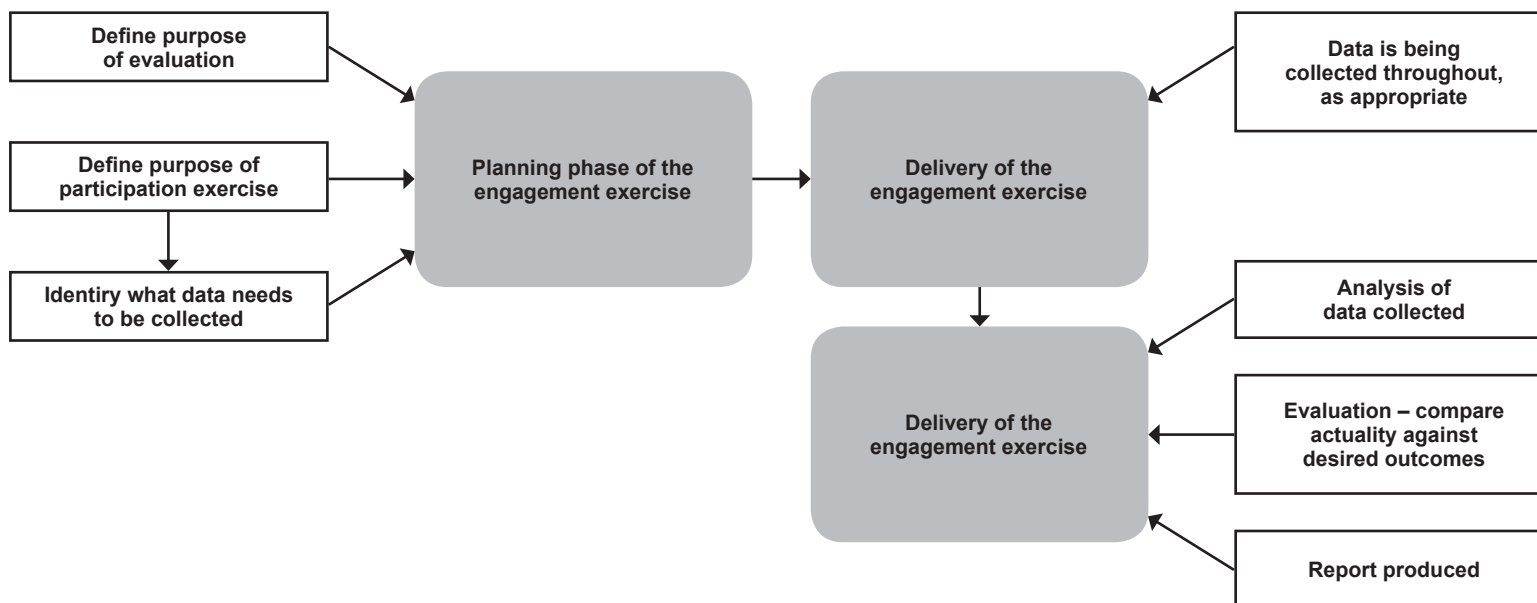 Define purpose
of evaluation
Define purpose of
participation exercise
Identiry what data needs
to be collected
Planning phase of the
engagement exercise
Delivery of the
engagement exercise
Data is being
collected throughout,
as appropriate
Delivery of the
engagement exercise
Analysis of
data collected
Evaluation – compare
actuality against
desired outcomes
Report produced